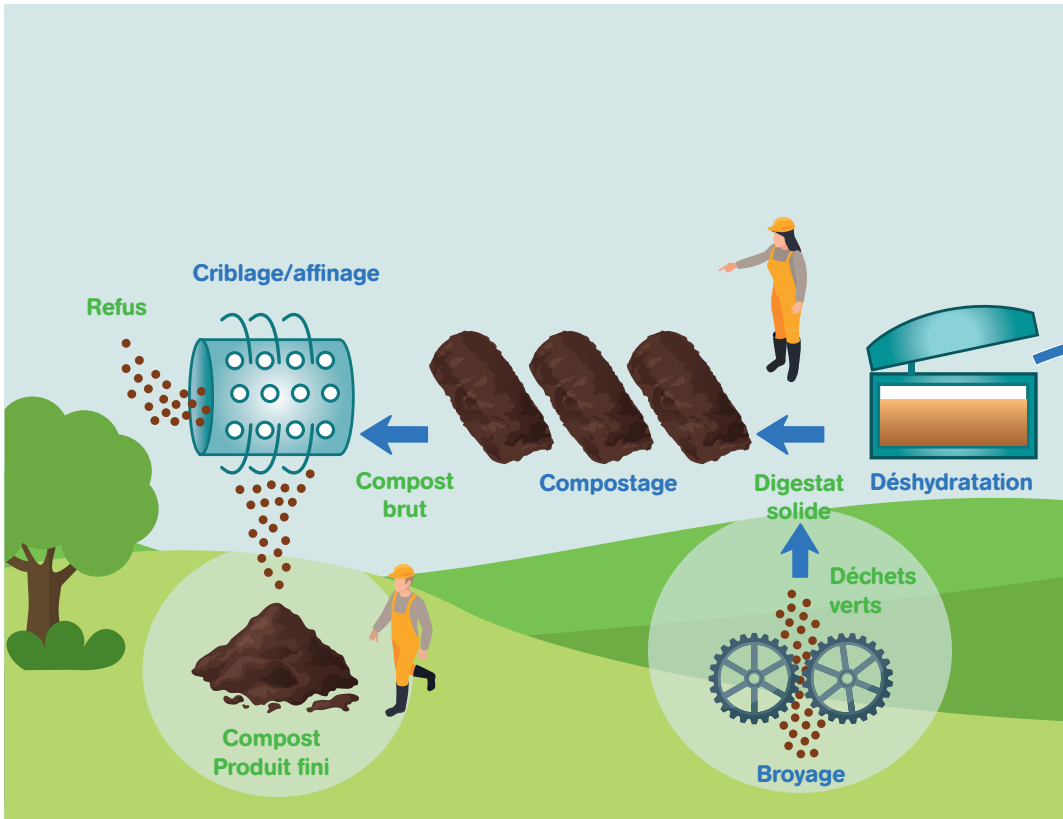 Criblage/affinage
Refus
Compost
brut
Compostage
Digestat
solide
Déshydratation
Déchets
verts
Compost
Produit fini
Broyage